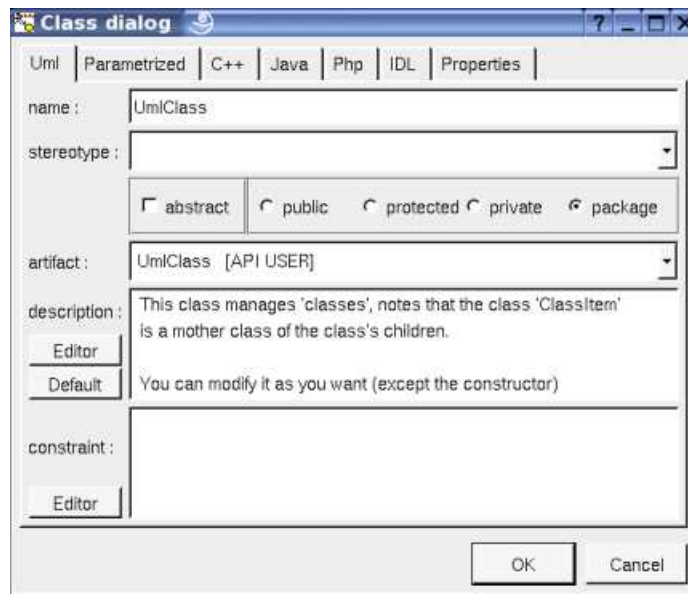 Class dialog
Uml Parametrized C++ Java Php IDL Properties
name : UmlClass
stereotype :
abstract public protected private package
artifact : UmlClass [API USER]
description : This class manages 'classes', notes that the class 'ClassItem'
is a mother class of the class's children.
Editor
Default You can modify it as you want (except the constructor)
constraint :
Editor
OK Cancel